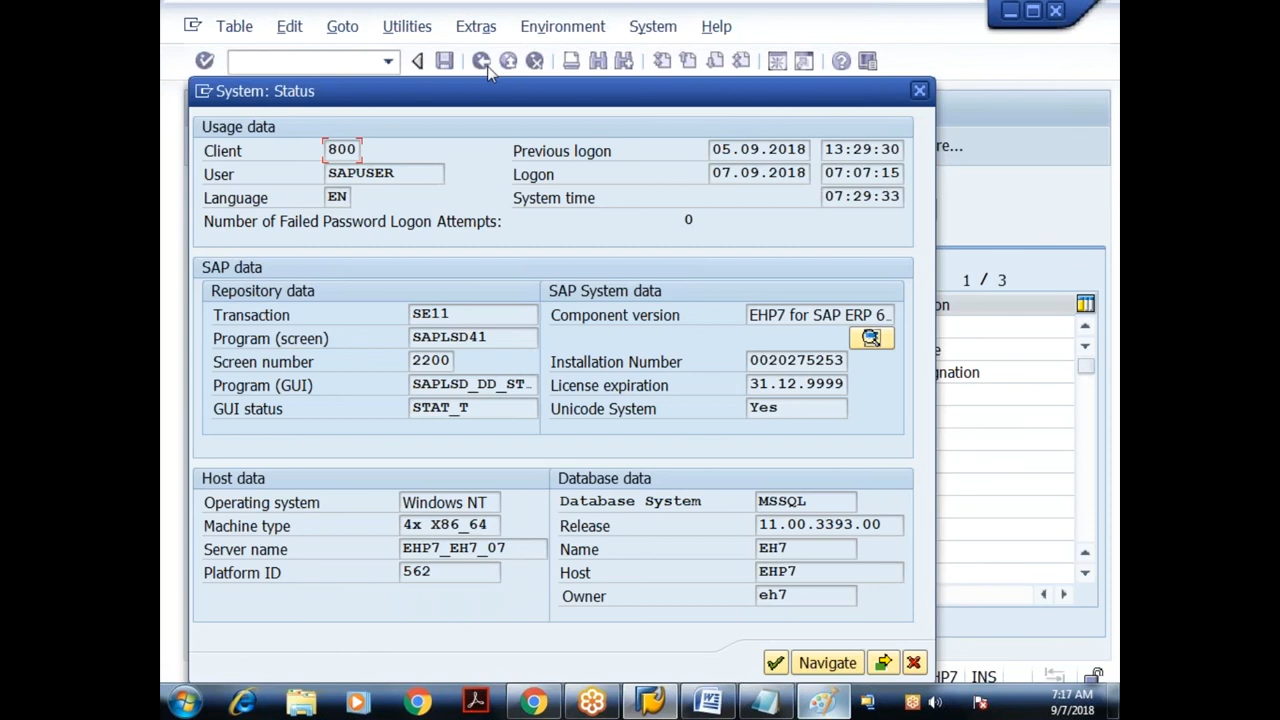 Table Edit Goto Utilities Extras Environment System Help
System: Status
Usage data
Client 800 Previous logon 05.09.2018 13:29:30
re...
User SAPUSER Logon 07.09.2018 07:07:15
Language EN System time 07:29:33
Number of Failed Password Logon Attempts: 0
SAP data
1 / 3
Repository data SAP System data
on
Transaction SE11 Component version EHP7 for SAP ERP 6
Program (screen) SAPLSD41
e
Screen number 2200 Installation Number 0020275253
gnation
Program (GUI) SAPLSD_DD_ST License expiration 31.12.9999
GUI status STAT_T Unicode System Yes
Host data Database data
Operating system Windows NT Database System MSSQL
Machine type 4x X86_64 Release 11.00.3393.00
Server name EHP7_EH7_07 Name EH7
Platform ID 562 Host EHP7
Owner eh7
Navigate
HP7 INS
7:17 AM
9/7/2018